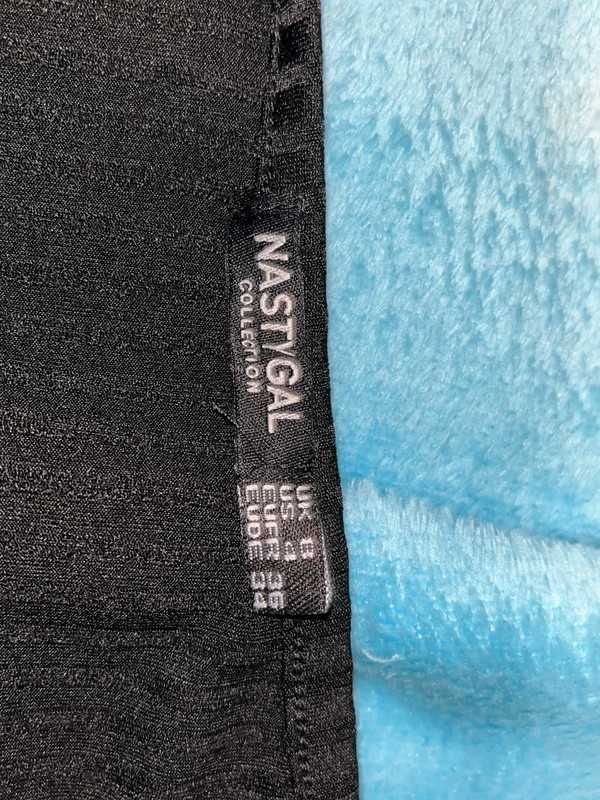 NASTYGAL
COLLECTION
UK 8
US 4
EUFR 36
EUDE 34